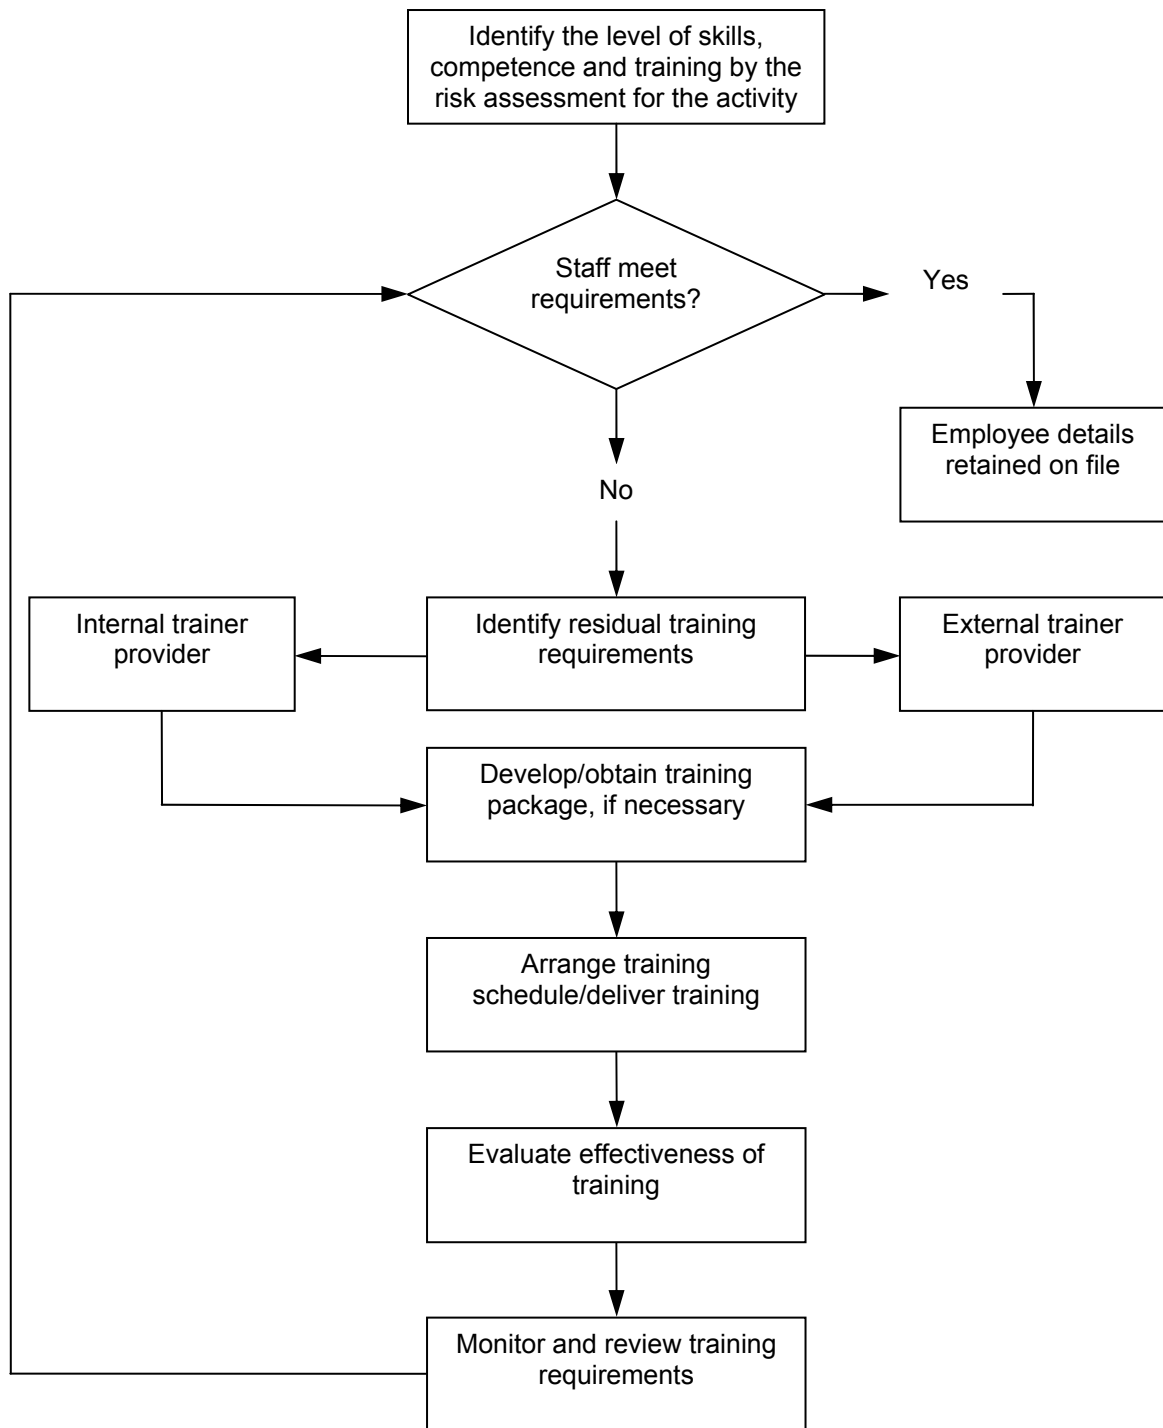 Identify the level of skills,
competence and training by the
risk assessment for the activity
Staff meet
requirements?
Yes
Employee details
retained on file
No
Internal trainer
provider
Identify residual training
requirements
External trainer
provider
Develop/obtain training
package, if necessary
Arrange training
schedule/deliver training
Evaluate effectiveness of
training
Monitor and review training
requirements